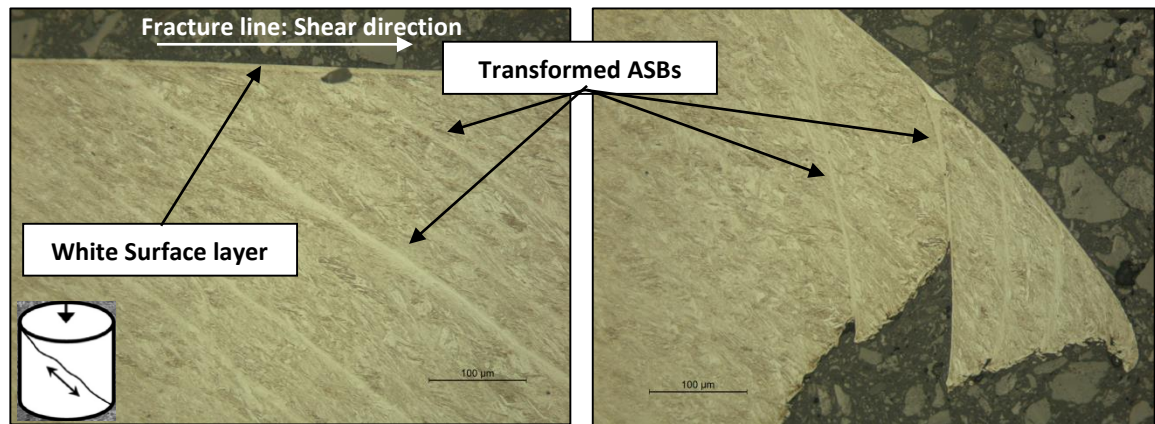 Fracture line: Shear direction
Transformed ASBs
White Surface layer
100 µm
100 µm